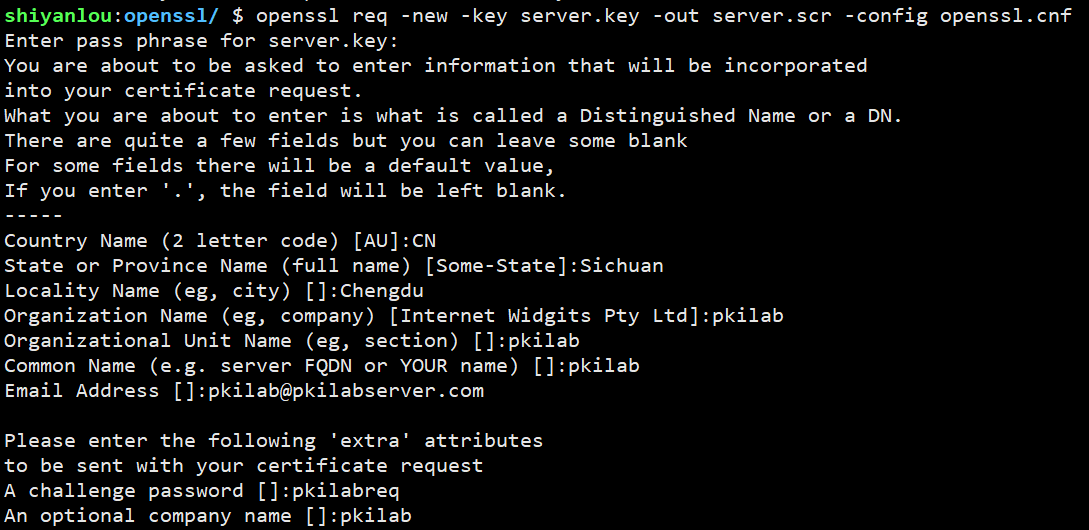 shiyanlou:openssl/ $ openssl req -new -key server.key -out server.scr -config openssl.cnf
Enter pass phrase for server.key:
You are about to be asked to enter information that will be incorporated
into your certificate request.
What you are about to enter is what is called a Distinguished Name or a DN.
There are quite a few fields but you can leave some blank
For some fields there will be a default value,
If you enter '.', the field will be left blank.
-----
Country Name (2 letter code) [AU]:CN
State or Province Name (full name) [Some-State]:Sichuan
Locality Name (eg, city) []:Chengdu
Organization Name (eg, company) [Internet Widgits Pty Ltd]:pkilab
Organizational Unit Name (eg, section) []:pkilab
Common Name (e.g. server FQDN or YOUR name) []:pkilab
Email Address []:pkilab@pkilabserver.com

Please enter the following 'extra' attributes
to be sent with your certificate request
A challenge password []:pkilabreq
An optional company name []:pkilab